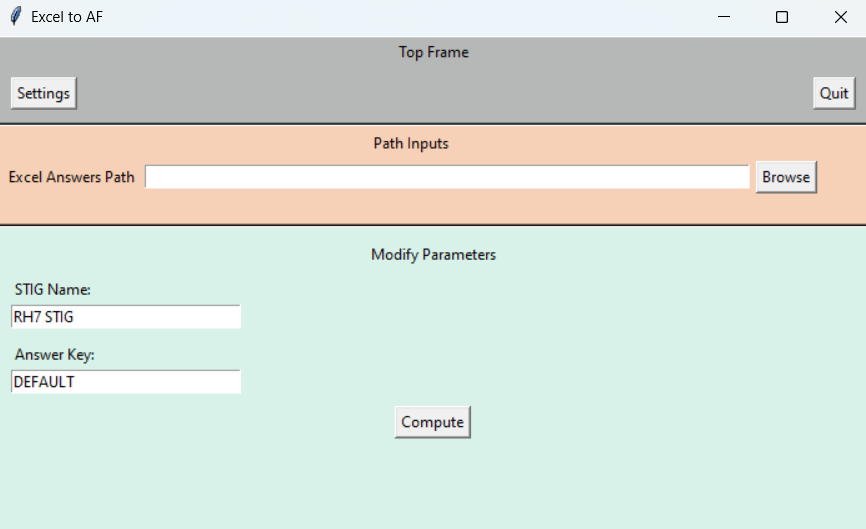 Excel to AF
Top Frame
Settings
Quit
Path Inputs
Excel Answers Path
Browse
Modify Parameters
STIG Name:
RH7 STIG
Answer Key:
DEFAULT
Compute